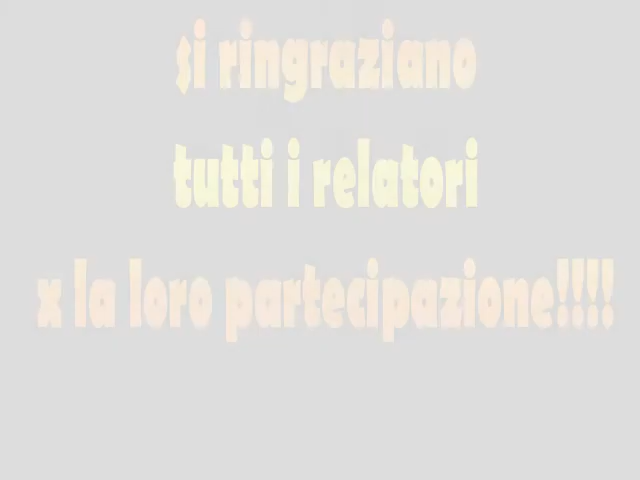 si ringraziano
tutti i relatori
x la loro partecipazione!!!!